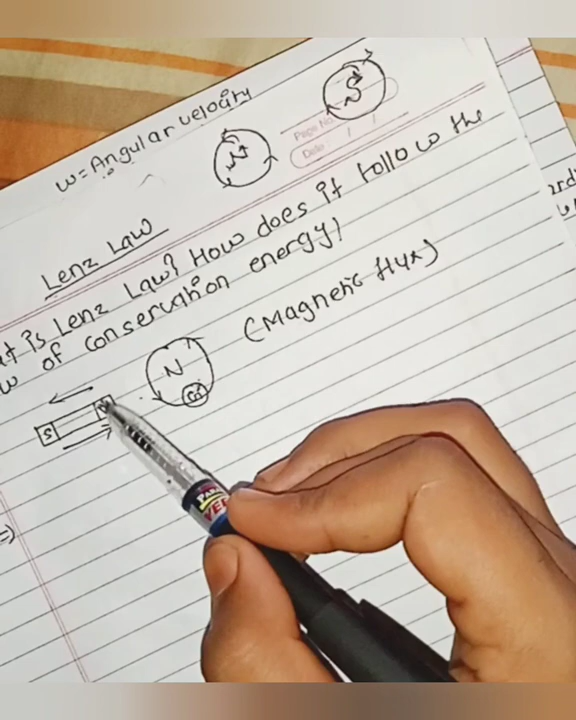 w=Angular velocity
N
S
Page No.
Date / /
Lenz Law
is Lenz Law? How does it follow the
of conservation energy?
(Magnetic flux)
N
G
S